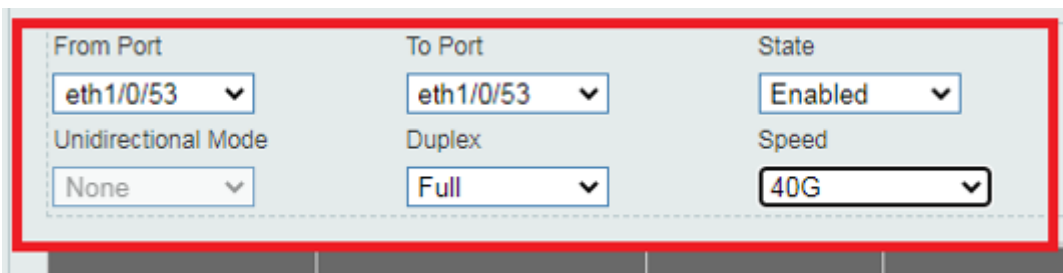 From Port To Port State
eth1/0/53 eth1/0/53 Enabled
Unidirectional Mode Duplex Speed
None Full 40G